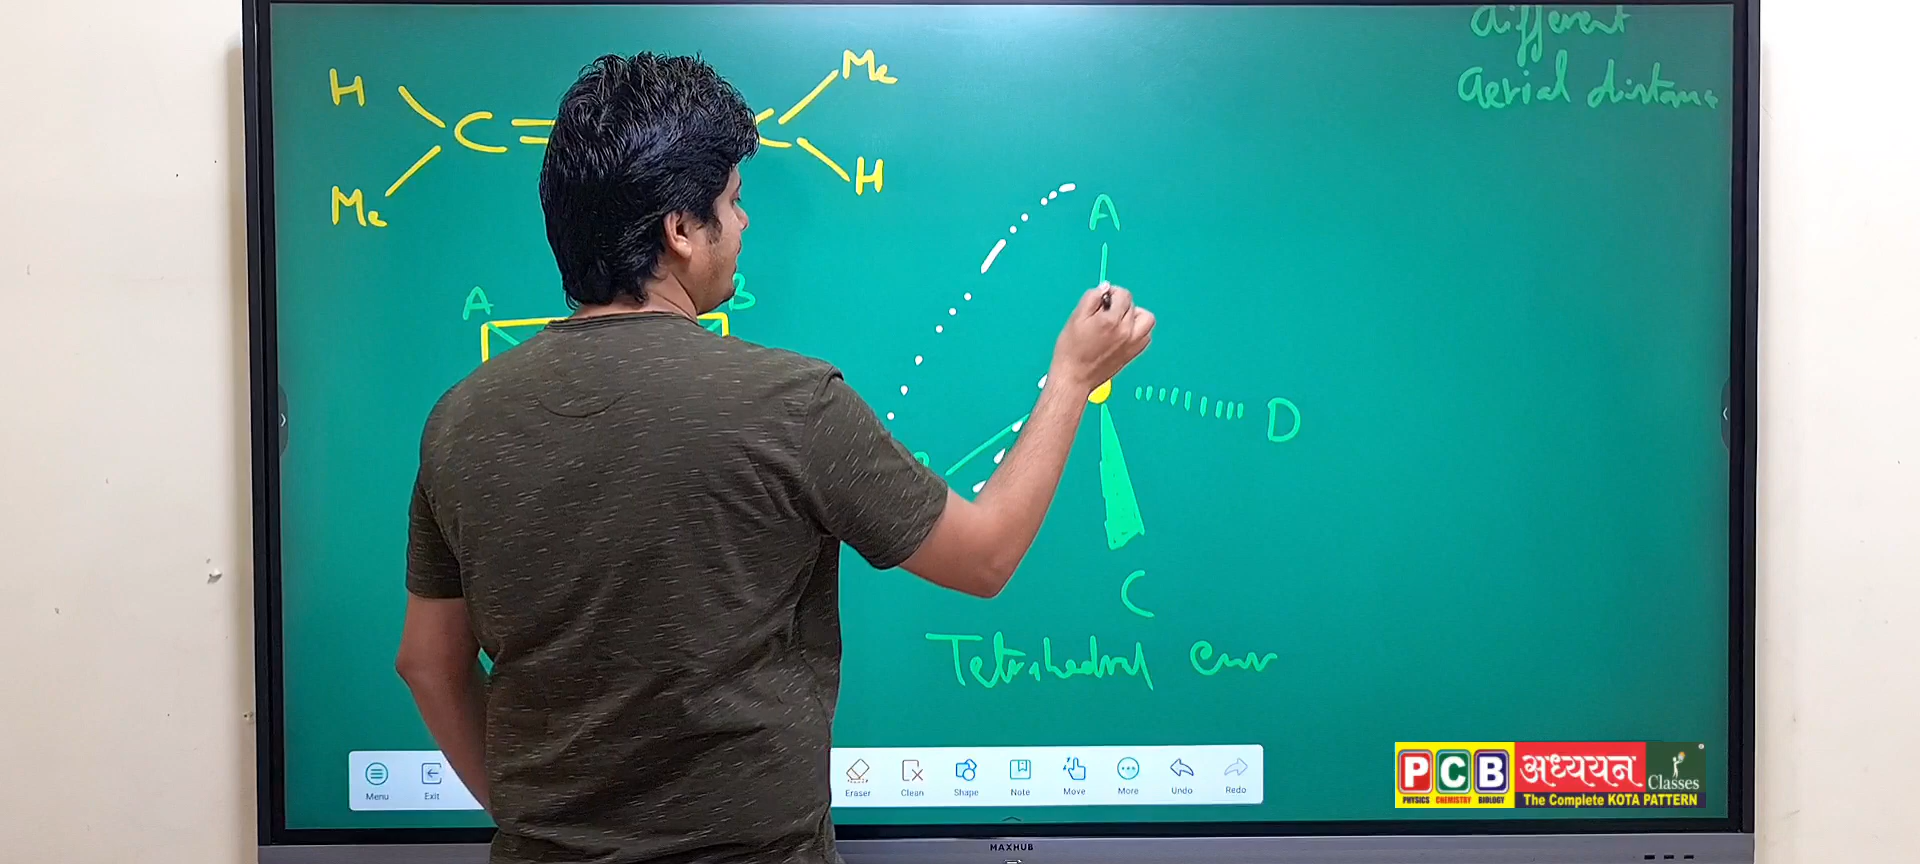 different
aerial distance
H
Me
C
Me
H
A
B
A
D
C
Tetrahedral
Menu
Exit
Eraser
Clean
Shape
Note
Move
More
Undo
Redo
PCB
PHYSICS CHEMISTRY BIOLOGY
अध्ययन
Classes
The Complete KOTA PATTERN
MAXHUB